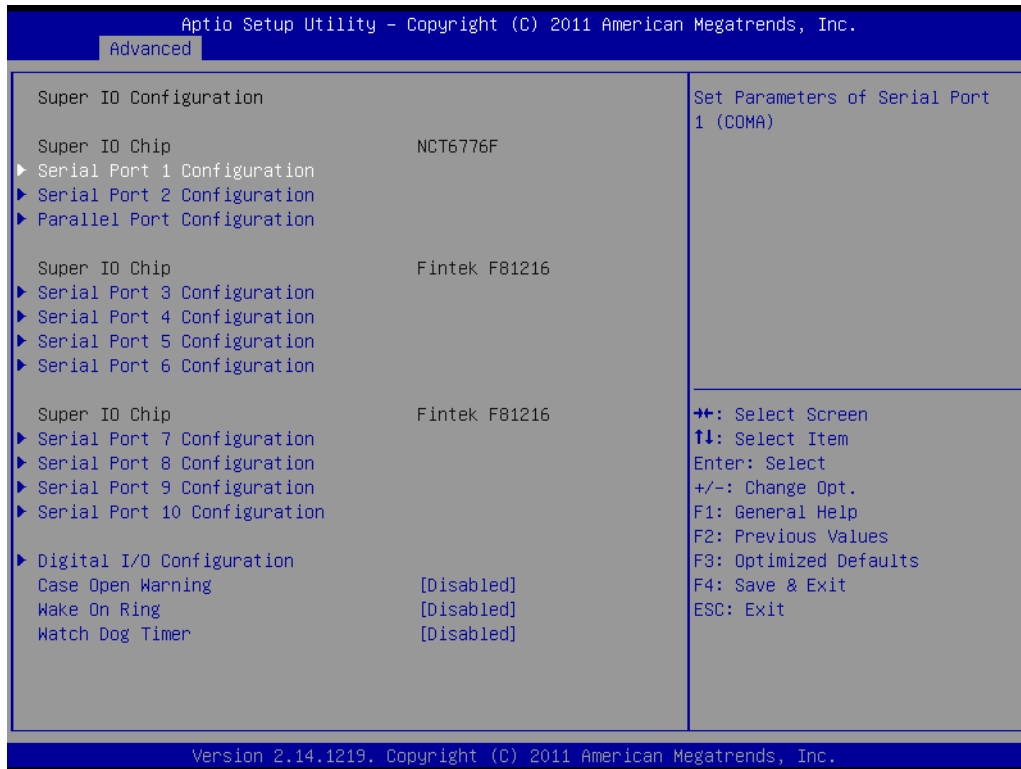 Aptio Setup Utility – Copyright (C) 2011 American Megatrends, Inc.
Advanced
Super IO Configuration
Super IO Chip NCT6776F
▶ Serial Port 1 Configuration
▶ Serial Port 2 Configuration
▶ Parallel Port Configuration
Super IO Chip Fintek F81216
▶ Serial Port 3 Configuration
▶ Serial Port 4 Configuration
▶ Serial Port 5 Configuration
▶ Serial Port 6 Configuration
Super IO Chip Fintek F81216
▶ Serial Port 7 Configuration
▶ Serial Port 8 Configuration
▶ Serial Port 9 Configuration
▶ Serial Port 10 Configuration
▶ Digital I/O Configuration
Case Open Warning [Disabled]
Wake On Ring [Disabled]
Watch Dog Timer [Disabled]
Set Parameters of Serial Port
1 (COMA)
→←: Select Screen
↑↓: Select Item
Enter: Select
+/-: Change Opt.
F1: General Help
F2: Previous Values
F3: Optimized Defaults
F4: Save & Exit
ESC: Exit
Version 2.14.1219. Copyright (C) 2011 American Megatrends, Inc.